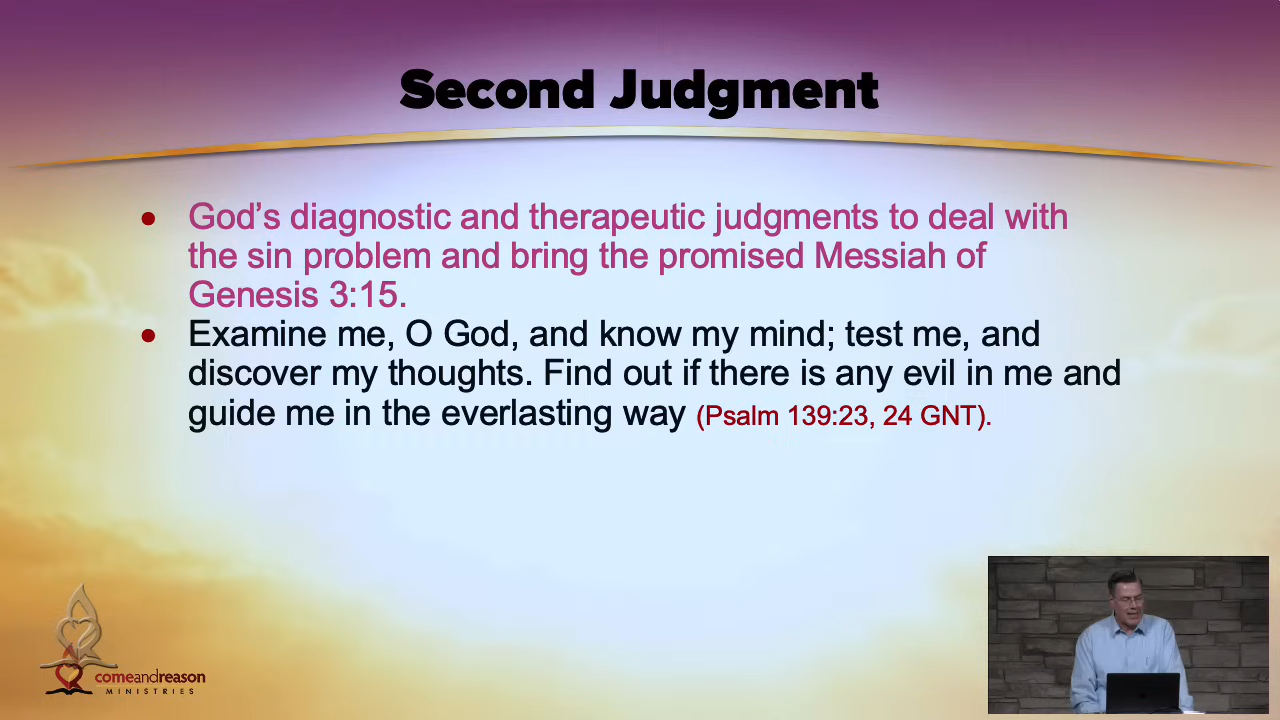 Second Judgment
• God’s diagnostic and therapeutic judgments to deal with
the sin problem and bring the promised Messiah of
Genesis 3:15.
• Examine me, O God, and know my mind; test me, and
discover my thoughts. Find out if there is any evil in me and
guide me in the everlasting way (Psalm 139:23, 24 GNT).
comeandreason
MINISTRIES